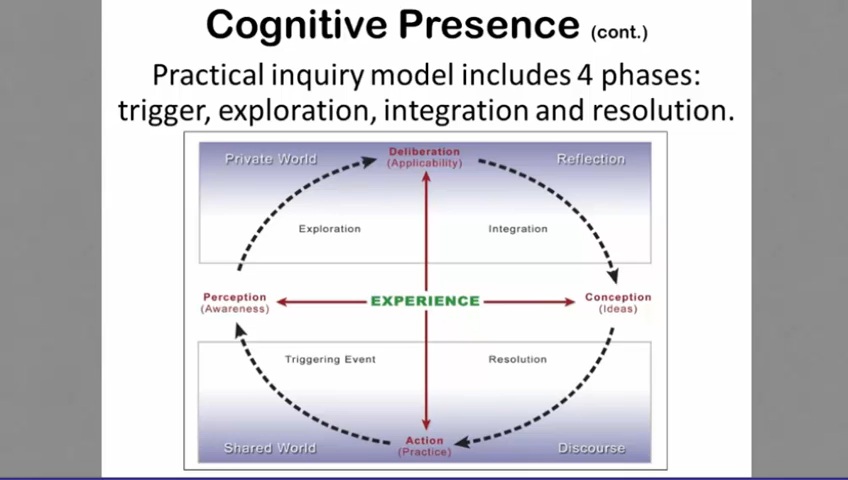 Cognitive Presence (cont.)
Practical inquiry model includes 4 phases:
trigger, exploration, integration and resolution.
Private World
Deliberation
(Applicability)
Reflection
Exploration
Integration
Perception
(Awareness)
EXPERIENCE
Conception
(Ideas)
Triggering Event
Resolution
Shared World
Action
(Practice)
Discourse